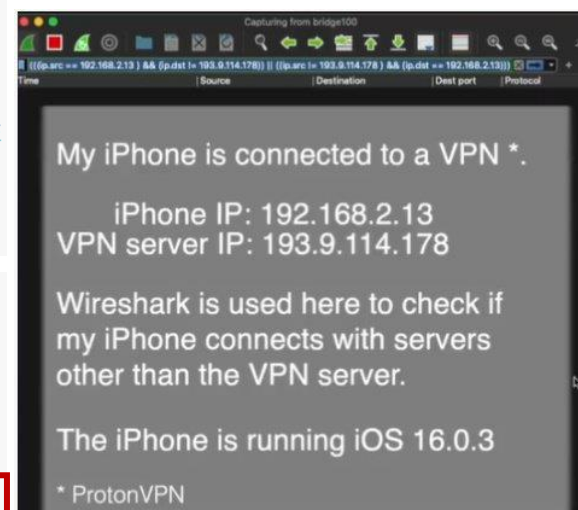 Capturing from bridge100
(((ip.src == 192.168.2.13 ) && (ip.dst != 193.9.114.178)) || ((ip.src != 193.9.114.178 ) && (ip.dst == 192.168.2.13)))
Time Source Destination Dest port Protocol
My iPhone is connected to a VPN *.
iPhone IP: 192.168.2.13
VPN server IP: 193.9.114.178
Wireshark is used here to check if
my iPhone connects with servers
other than the VPN server.
The iPhone is running iOS 16.0.3
* ProtonVPN